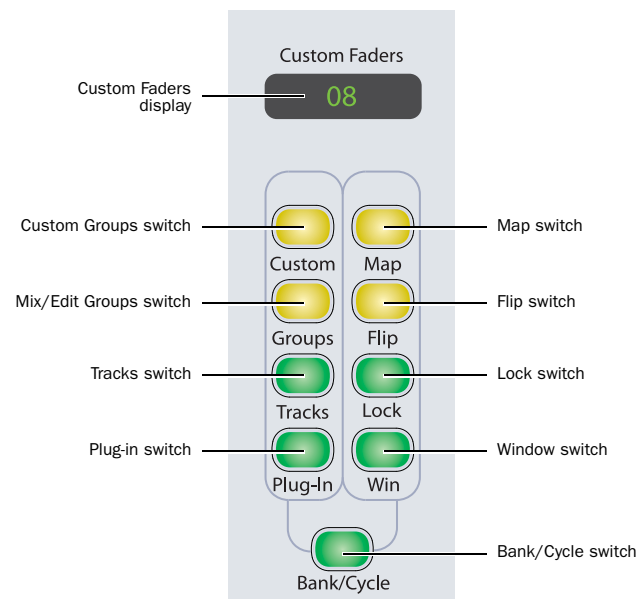 Custom Faders
Custom Faders
display
08
Custom Groups switch
Map switch
Custom
Map
Mix/Edit Groups switch
Flip switch
Groups
Flip
Tracks switch
Lock switch
Tracks
Lock
Plug-in switch
Window switch
Plug-In
Win
Bank/Cycle switch
Bank/Cycle